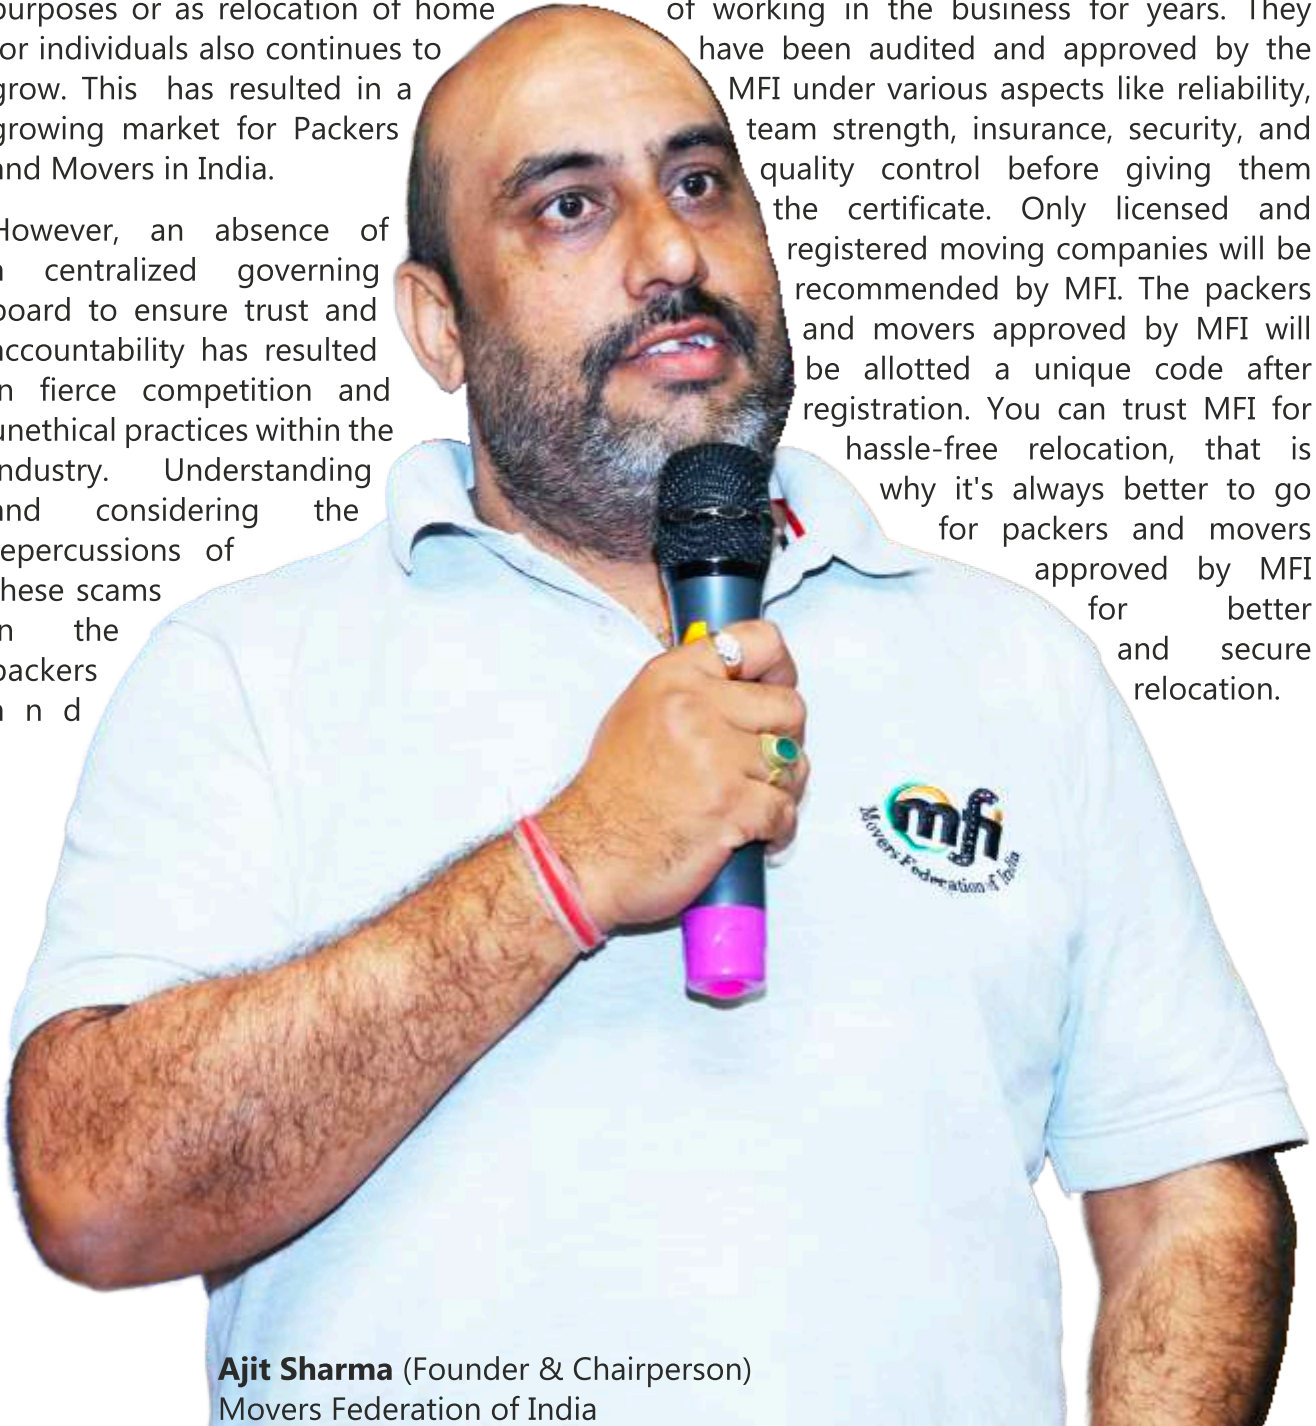 purposes or as relocation of home
for individuals also continues to
grow. This has resulted in a
growing market for Packers
and Movers in India.
However, an absence of
a centralized governing
board to ensure trust and
accountability has resulted
in fierce competition and
unethical practices within the
industry. Understanding
and considering the
repercussions of
these scams
in the
packers
a n d
of working in the business for years. They
have been audited and approved by the
MFI under various aspects like reliability,
team strength, insurance, security, and
quality control before giving them
the certificate. Only licensed and
registered moving companies will be
recommended by MFI. The packers
and movers approved by MFI will
be allotted a unique code after
registration. You can trust MFI for
hassle-free relocation, that is
why it's always better to go
for packers and movers
approved by MFI
for better
and secure
relocation.
mfi
Movers Federation of India
Ajit Sharma (Founder & Chairperson)
Movers Federation of India